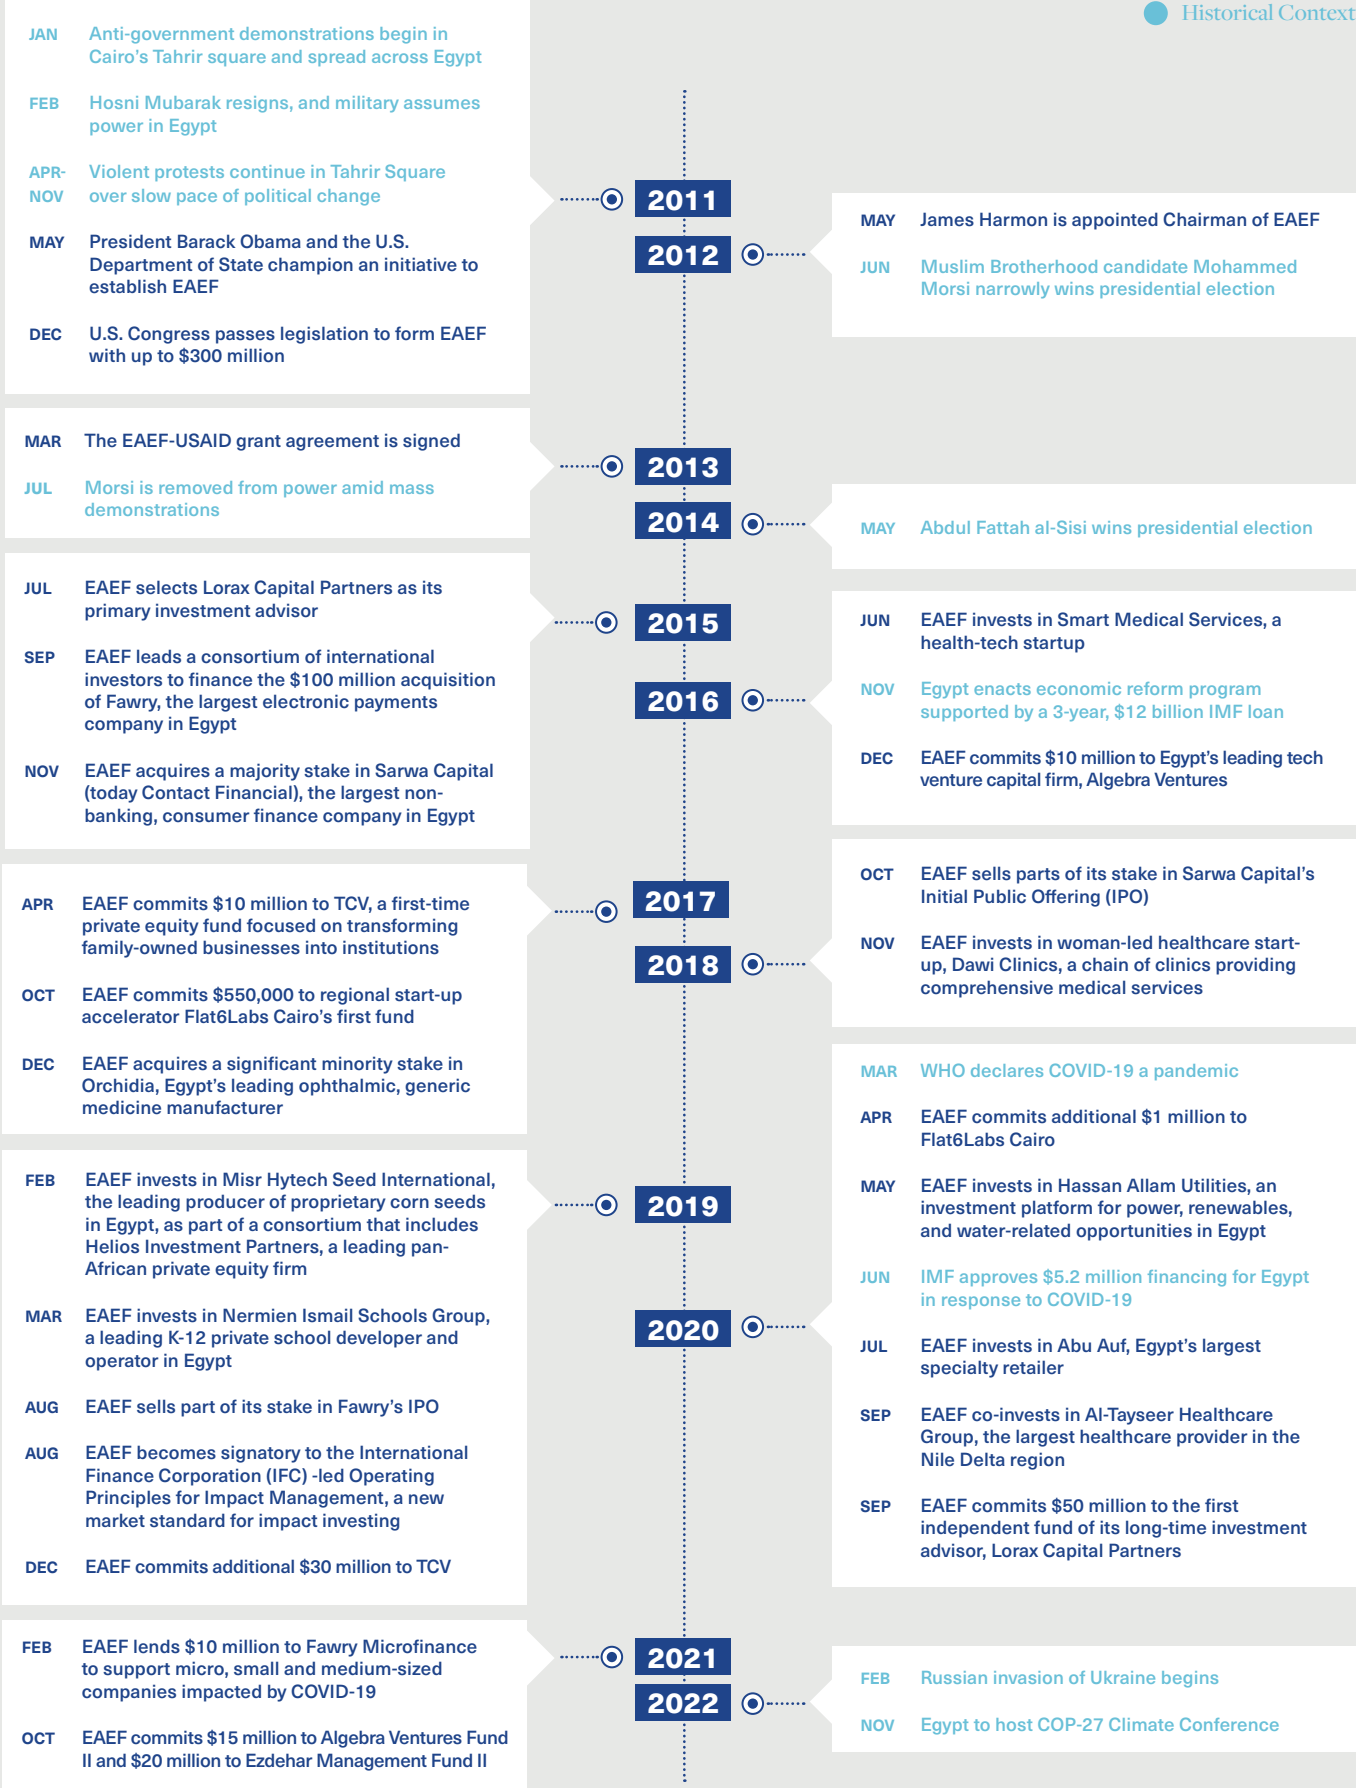 Historical Context
JAN
Anti-government demonstrations begin in
Cairo's Tahrir square and spread across Egypt
FEB
Hosni Mubarak resigns, and military assumes
power in Egypt
APR-
NOV
Violent protests continue in Tahrir Square
over slow pace of political change
MAY
President Barack Obama and the U.S.
Department of State champion an initiative to
establish EAEF
DEC
U.S. Congress passes legislation to form EAEF
with up to $300 million
2011
2012
MAY
James Harmon is appointed Chairman of EAEF
JUN
Muslim Brotherhood candidate Mohammed
Morsi narrowly wins presidential election
MAR
The EAEF-USAID grant agreement is signed
JUL
Morsi is removed from power amid mass
demonstrations
2013
2014
MAY
Abdul Fattah al-Sisi wins presidential election
JUL
EAEF selects Lorax Capital Partners as its
primary investment advisor
SEP
EAEF leads a consortium of international
investors to finance the $100 million acquisition
of Fawry, the largest electronic payments
company in Egypt
NOV
EAEF acquires a majority stake in Sarwa Capital
(today Contact Financial), the largest non-
banking, consumer finance company in Egypt
2015
2016
JUN
EAEF invests in Smart Medical Services, a
health-tech startup
NOV
Egypt enacts economic reform program
supported by a 3-year, $12 billion IMF loan
DEC
EAEF commits $10 million to Egypt's leading tech
venture capital firm, Algebra Ventures
APR
EAEF commits $10 million to TCV, a first-time
private equity fund focused on transforming
family-owned businesses into institutions
OCT
EAEF commits $550,000 to regional start-up
accelerator Flat6Labs Cairo's first fund
DEC
EAEF acquires a significant minority stake in
Orchidia, Egypt's leading ophthalmic, generic
medicine manufacturer
2017
2018
OCT
EAEF sells parts of its stake in Sarwa Capital's
Initial Public Offering (IPO)
NOV
EAEF invests in woman-led healthcare start-
up, Dawi Clinics, a chain of clinics providing
comprehensive medical services
FEB
EAEF invests in Misr Hytech Seed International,
the leading producer of proprietary corn seeds
in Egypt, as part of a consortium that includes
Helios Investment Partners, a leading pan-
African private equity firm
MAR
EAEF invests in Nermien Ismail Schools Group,
a leading K-12 private school developer and
operator in Egypt
AUG
EAEF sells part of its stake in Fawry's IPO
AUG
EAEF becomes signatory to the International
Finance Corporation (IFC) -led Operating
Principles for Impact Management, a new
market standard for impact investing
DEC
EAEF commits additional $30 million to TCV
2019
2020
MAR
WHO declares COVID-19 a pandemic
APR
EAEF commits additional $1 million to
Flat6Labs Cairo
MAY
EAEF invests in Hassan Allam Utilities, an
investment platform for power, renewables,
and water-related opportunities in Egypt
JUN
IMF approves $5.2 million financing for Egypt
in response to COVID-19
JUL
EAEF invests in Abu Auf, Egypt's largest
specialty retailer
SEP
EAEF co-invests in Al-Tayseer Healthcare
Group, the largest healthcare provider in the
Nile Delta region
SEP
EAEF commits $50 million to the first
independent fund of its long-time investment
advisor, Lorax Capital Partners
FEB
EAEF lends $10 million to Fawry Microfinance
to support micro, small and medium-sized
companies impacted by COVID-19
OCT
EAEF commits $15 million to Algebra Ventures Fund
II and $20 million to Ezdehar Management Fund II
2021
2022
FEB
Russian invasion of Ukraine begins
NOV
Egypt to host COP-27 Climate Conference